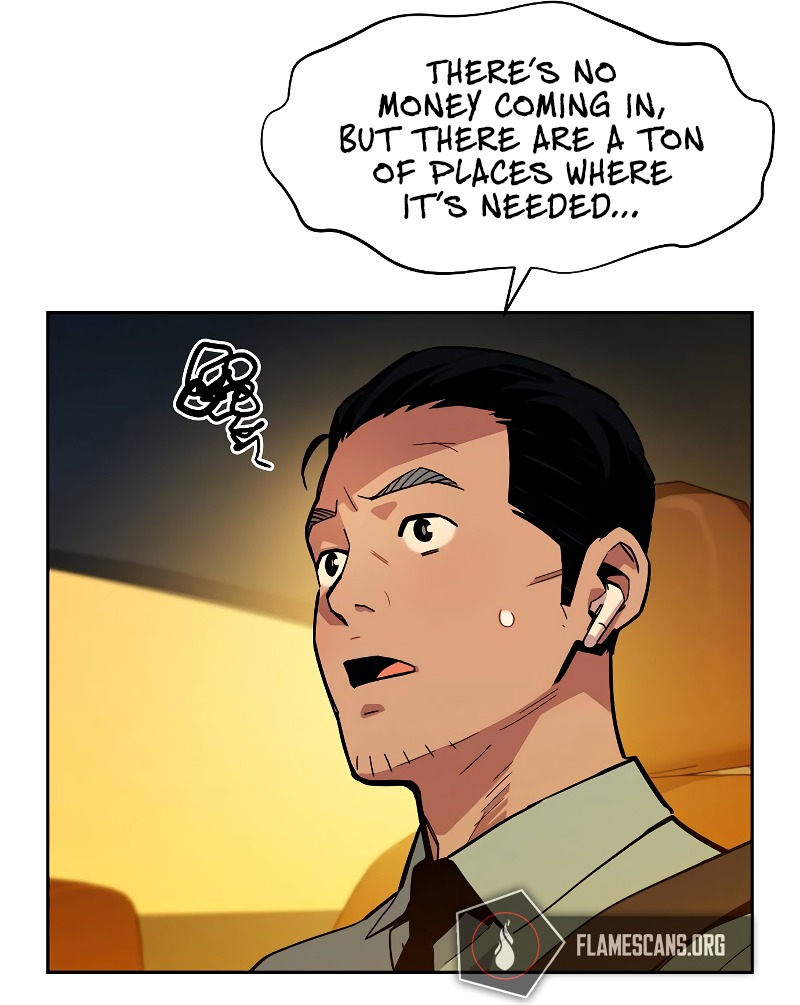 THERE'S NO
MONEY COMING IN,
BUT THERE ARE A TON
OF PLACES WHERE
IT'S NEEDED...
FLAMESCANS.ORG